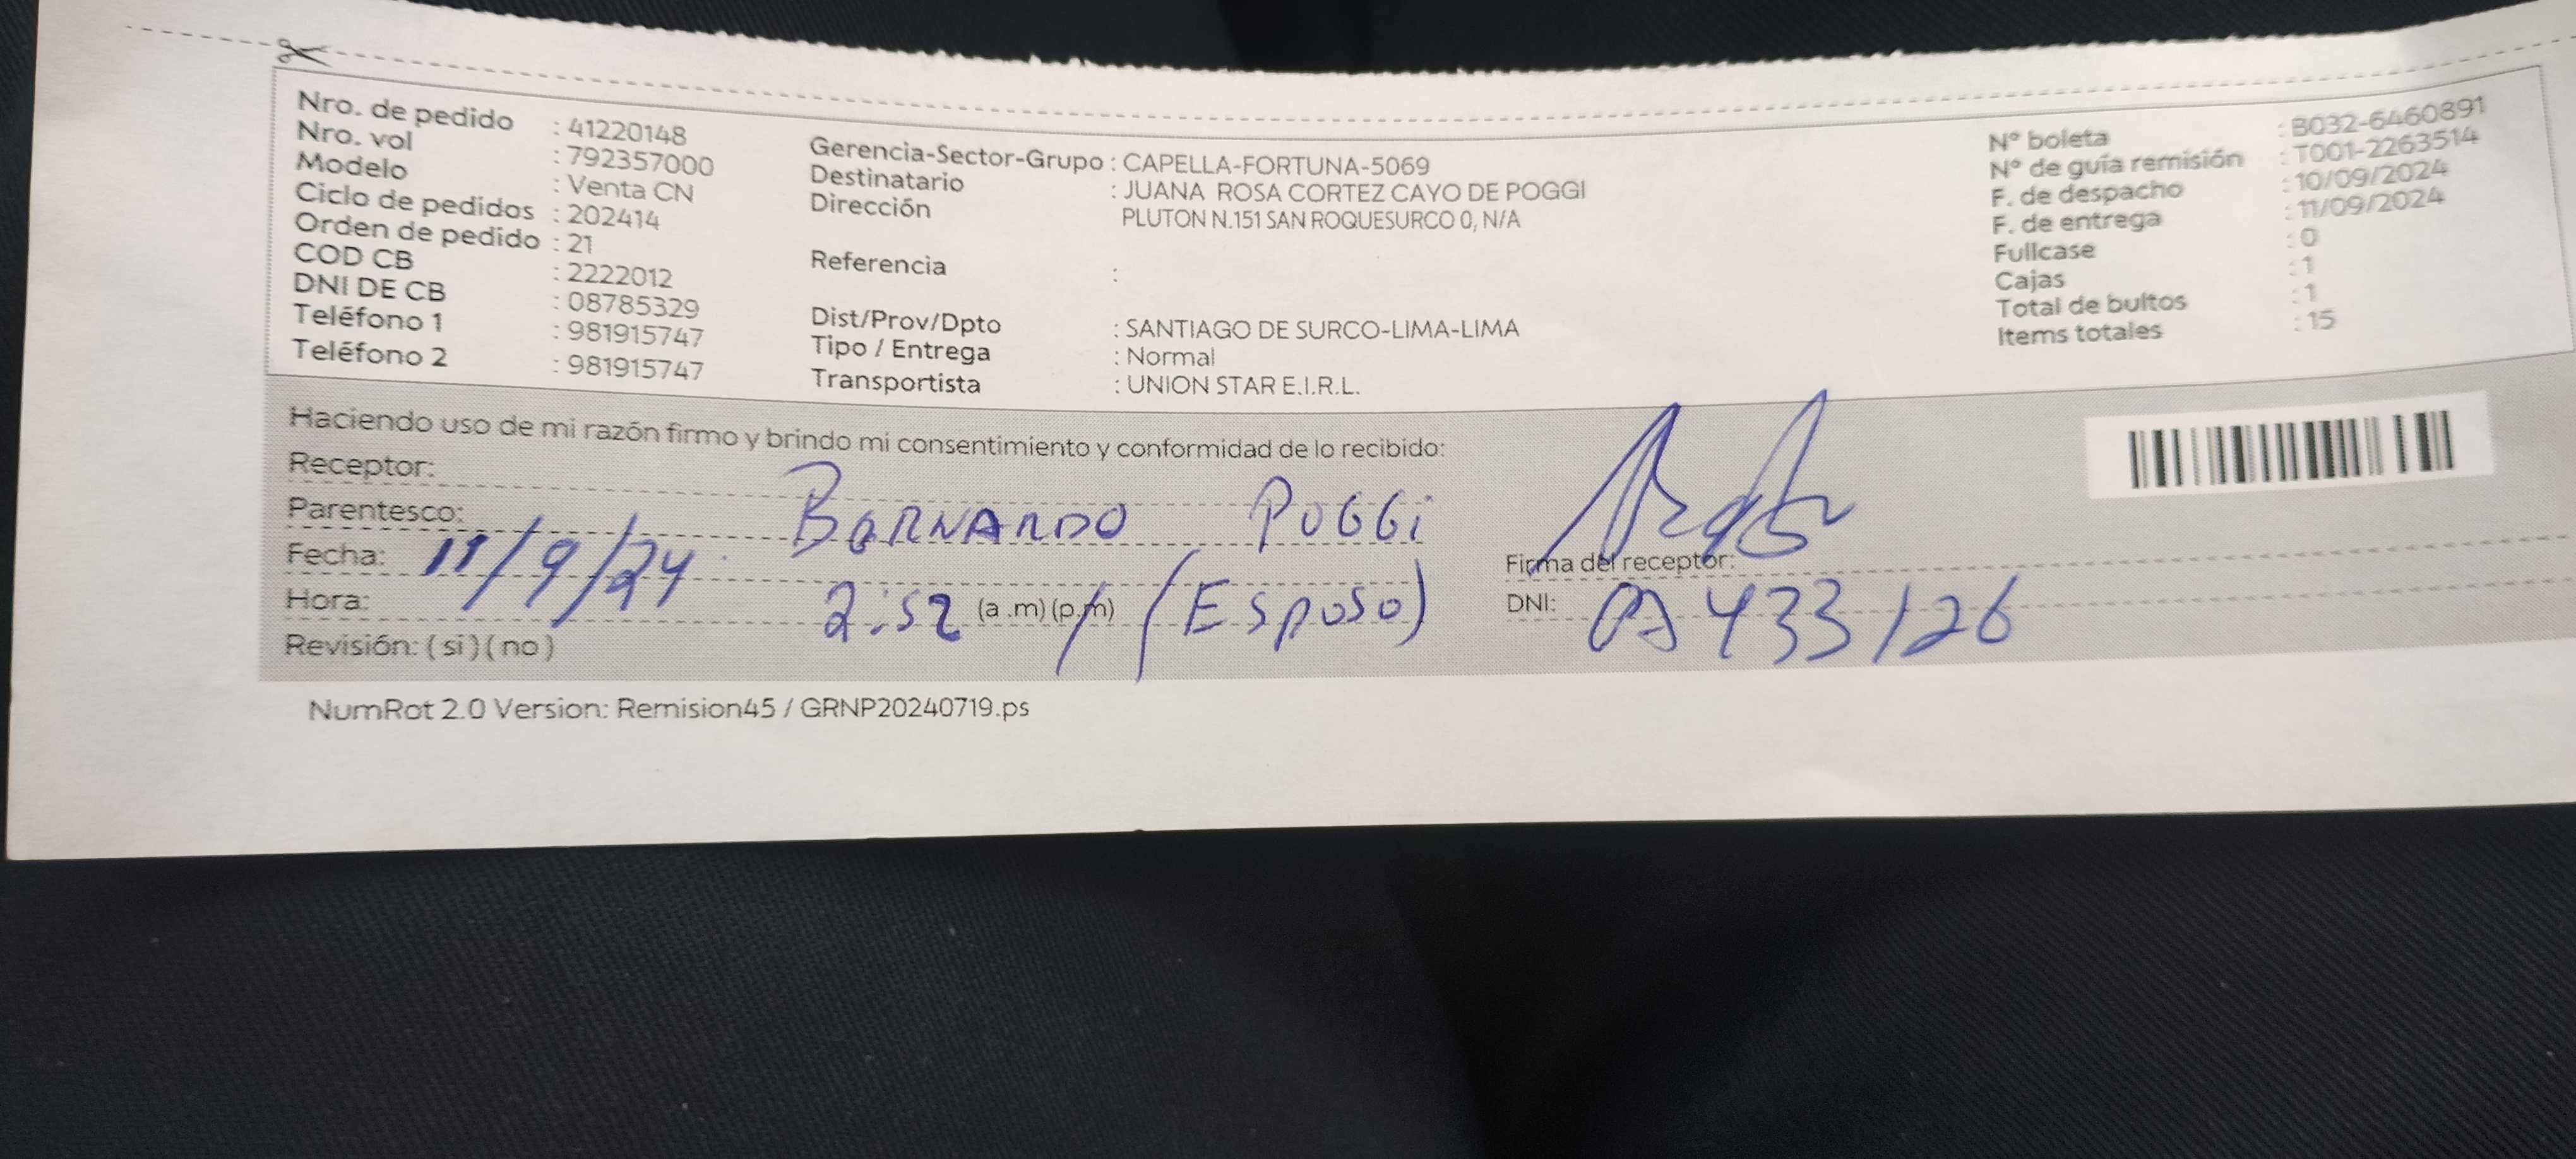 Nro. de pedido : 41220148
Nro. vol : 792357000
Modelo : Venta CN
Ciclo de pedidos : 202414
Orden de pedido : 21
COD CB : 2222012
DNI DE CB : 08785329
Teléfono 1 : 981915747
Teléfono 2 : 981915747
Gerencia-Sector-Grupo : CAPELLA-FORTUNA-5069
Destinatario : JUANA ROSA CORTEZ CAYO DE POGGI
Dirección PLUTON N.151 SAN ROQUESURCO 0, N/A
Referencia :
Dist/Prov/Dpto : SANTIAGO DE SURCO-LIMA-LIMA
Tipo / Entrega : Normal
Transportista : UNION STAR E.I.R.L.
N° boleta : B032-6460891
N° de guía remisión : T001-2263514
F. de despacho : 10/09/2024
F. de entrega : 11/09/2024
Fullcase : 0
Cajas : 1
Total de bultos : 1
Items totales : 15
Haciendo uso de mi razón firmo y brindo mi consentimiento y conformidad de lo recibido:
Receptor:
Parentesco: BERNARDO POGGI
Fecha: 11/9/24
Firma del receptor:
Hora: 2:52 (a .m) (p.m) (Esposo)
DNI: 433126
Revisión: ( si ) ( no )
NumRot 2.0 Version: Remision45 / GRNP20240719.ps